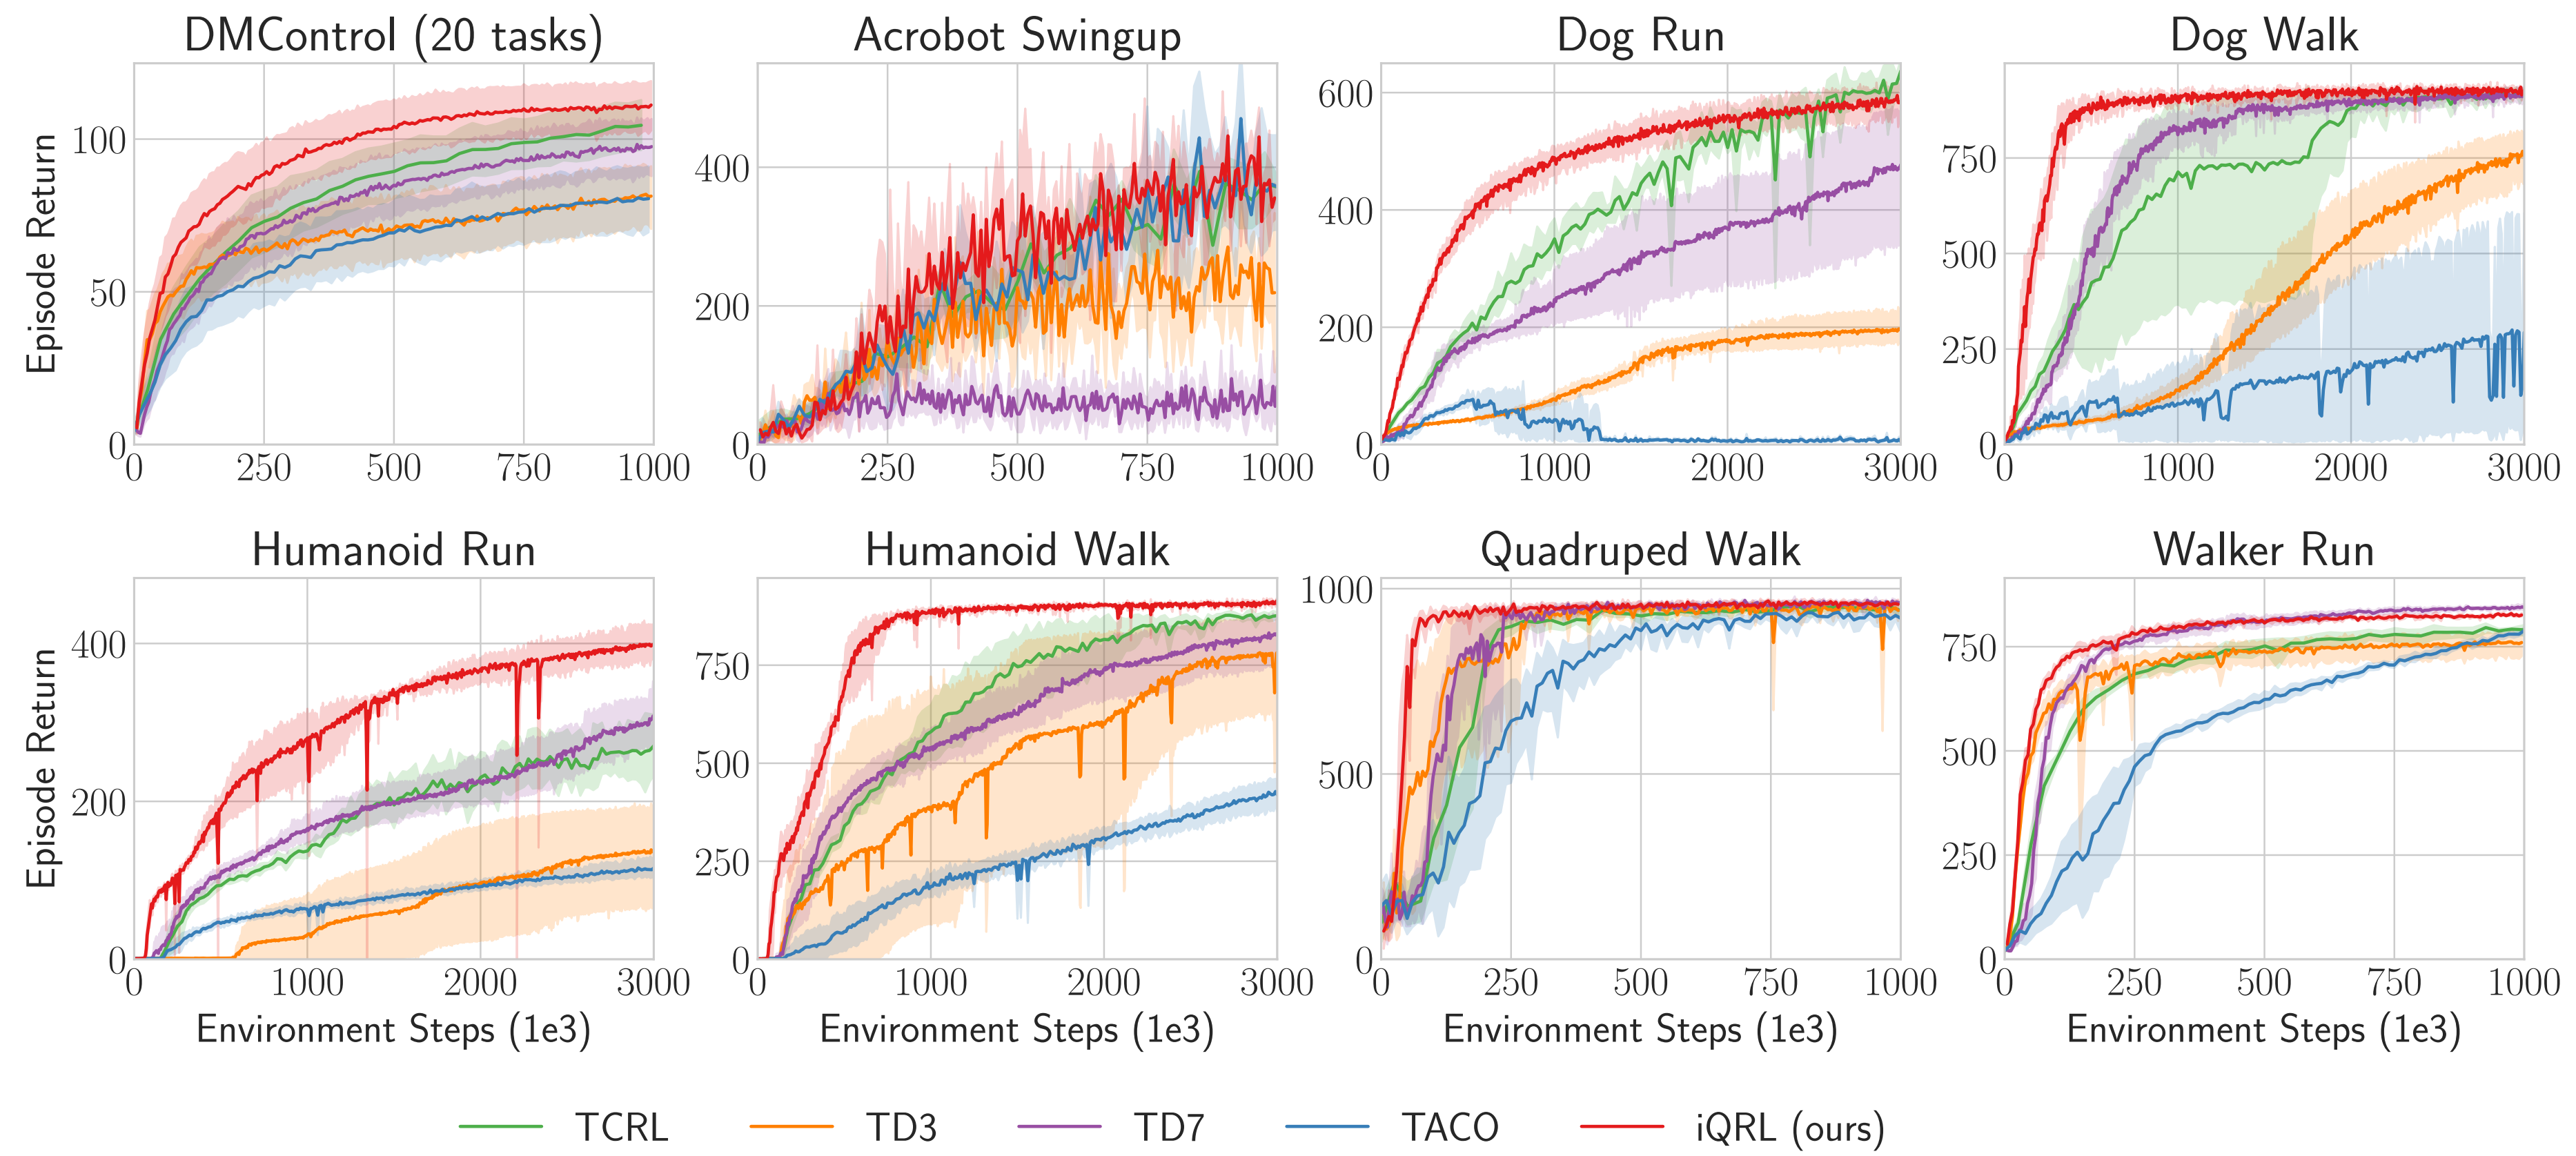 DMControl (20 tasks)
Acrobot Swingup
Dog Run
Dog Walk
Episode Return
100
50
0
0 250 500 750 1000
400
200
0
0 250 500 750 1000
600
400
200
0
0 1000 2000 3000
750
500
250
0
0 1000 2000 3000
Humanoid Run
Humanoid Walk
Quadruped Walk
Walker Run
Episode Return
400
200
0
0 1000 2000 3000
Environment Steps (1e3)
750
500
250
0
0 1000 2000 3000
Environment Steps (1e3)
1000
500
0
0 250 500 750 1000
Environment Steps (1e3)
750
500
250
0
0 250 500 750 1000
Environment Steps (1e3)
TCRL TD3 TD7 TACO iQRL (ours)